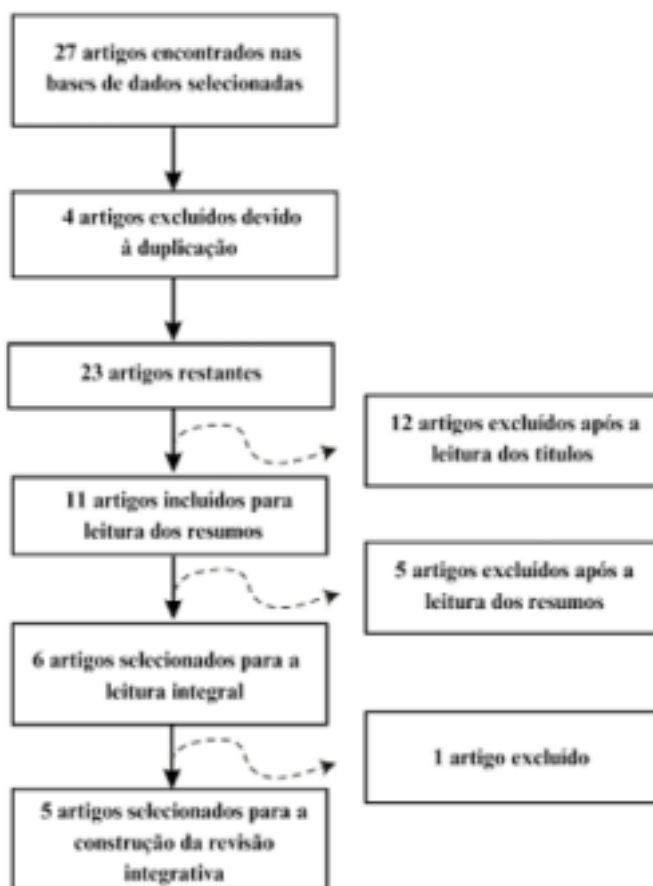 27 artigos encontrados nas
bases de dados selecionadas
4 artigos excluídos devido
à duplicação
23 artigos restantes
12 artigos excluídos após a
leitura dos títulos
11 artigos incluídos para
leitura dos resumos
5 artigos excluídos após a
leitura dos resumos
6 artigos selecionados para a
leitura integral
1 artigo excluído
5 artigos selecionados para a
construção da revisão
integrativa